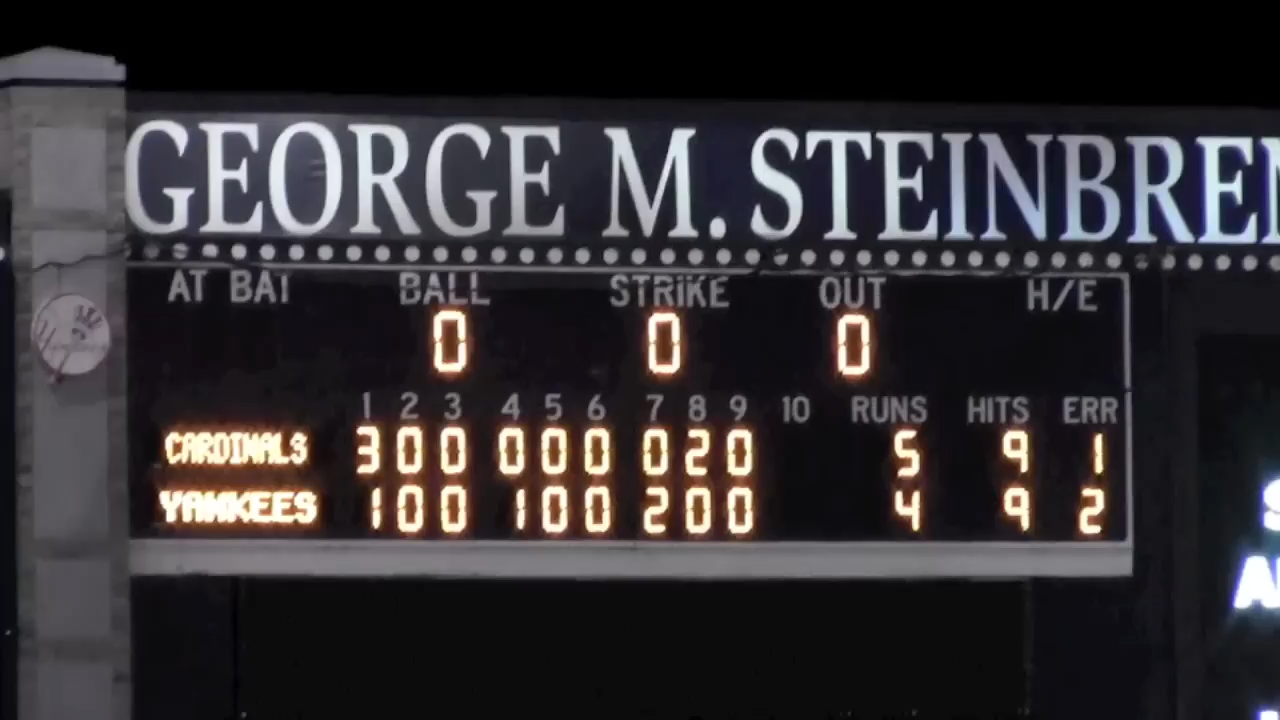 GEORGE M. STEINBREN
AT BAT BALL STRIKE OUT H/E
0 0 0
1 2 3 4 5 6 7 8 9 10 RUNS HITS ERR
CARDINALS 3 0 0 0 0 0 0 2 0 5 9 1
YANKEES 1 0 0 1 0 0 2 0 0 4 9 2